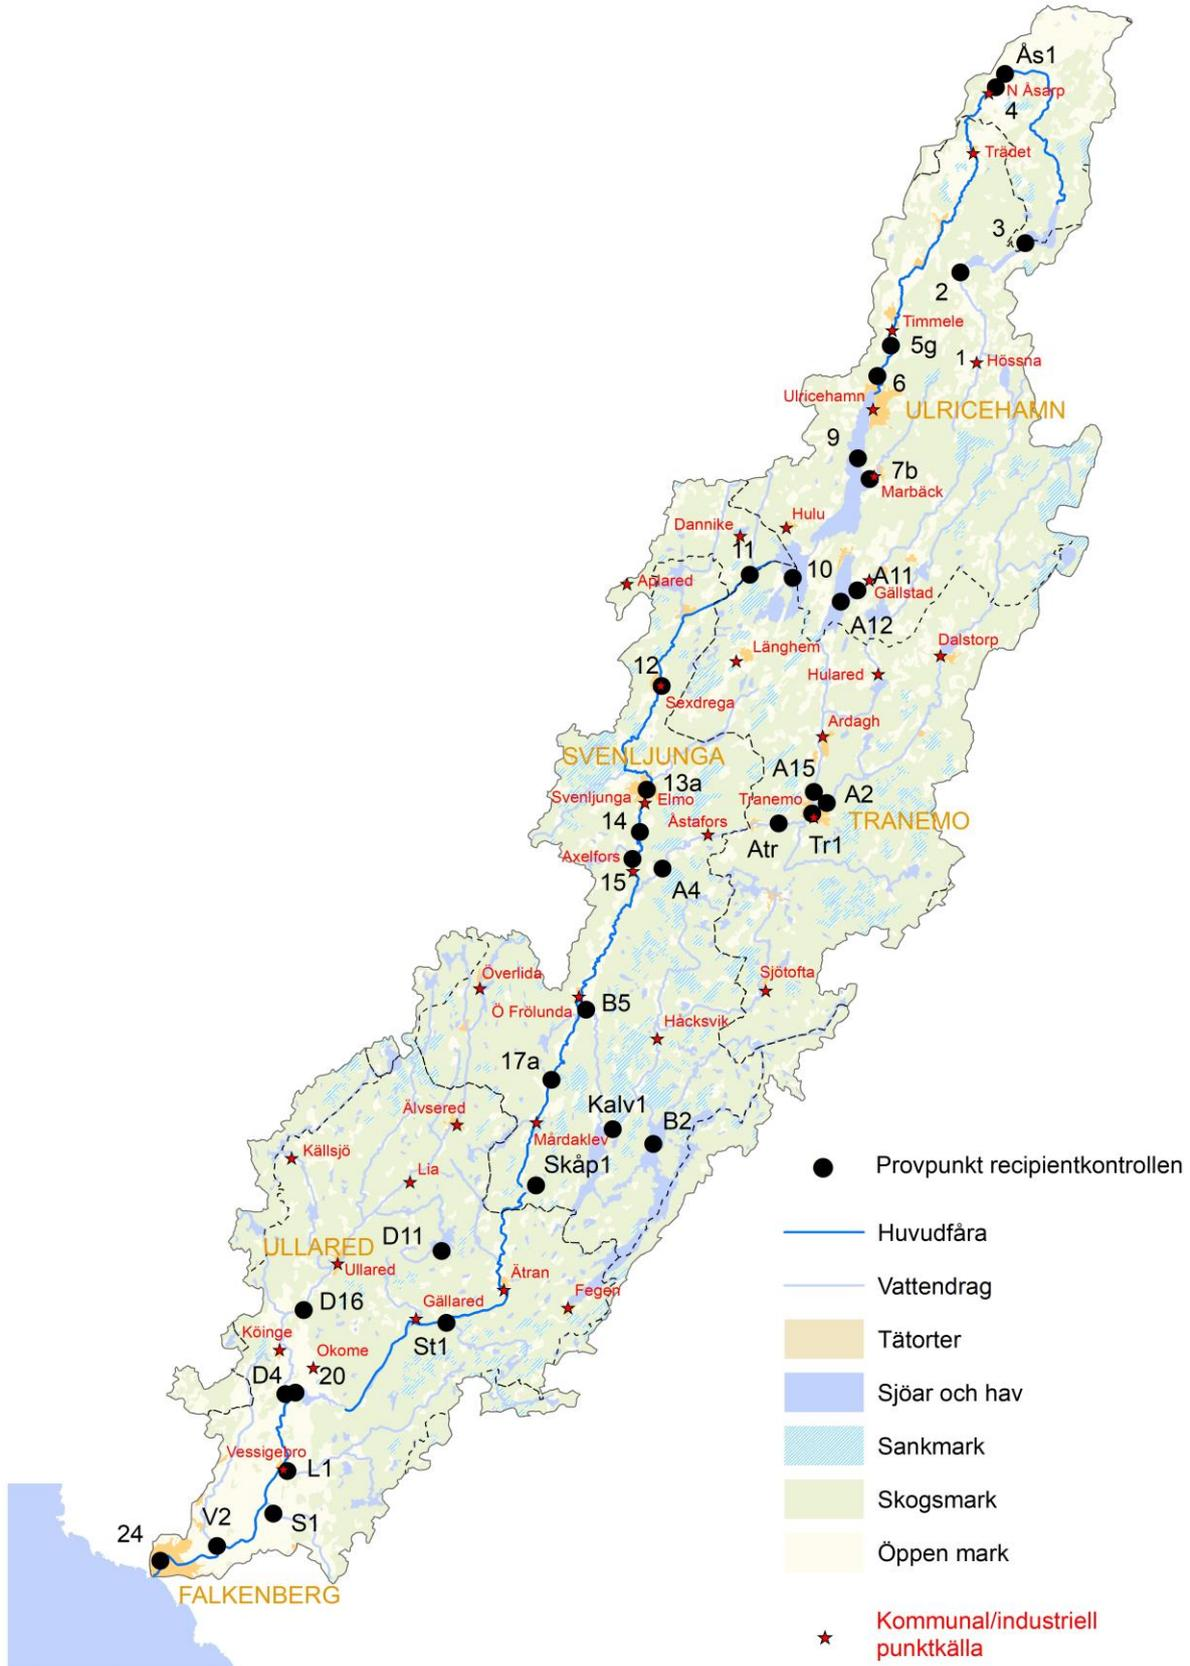 Ås1
N Åsarp
4
Trädet
3
2
Timmele
5g
1
Hössna
6
Ulricehamn
ULRICEHAMN
9
7b
Marbäck
Hulu
Dannike
11
10
A11
Aplared
Gällstad
A12
Dalstorp
Länghem
12
Hulared
Sexdrega
Ardagh
SVENLJUNGA
A15
13a
Svenljunga
Elmo
Tranemo
A2
14
Åstafors
TRANEMO
Atr
Tr1
Axelfors
15
A4
Överlida
Sjötofta
Ö Frölunda
B5
Håcksvik
17a
Älvsered
Kalv1
B2
Mårdaklev
Källsjö
Skåp1
Lia
D11
ULLARED
Ullared
Ätran
Fegen
D16
Gällared
St1
Köinge
Okome
D4
20
Vessigebro
L1
V2
S1
24
FALKENBERG
Provpunkt recipientkontrollen
Huvudfåra
Vattendrag
Tätorter
Sjöar och hav
Sankmark
Skogsmark
Öppen mark
Kommunal/industriell
punktkälla